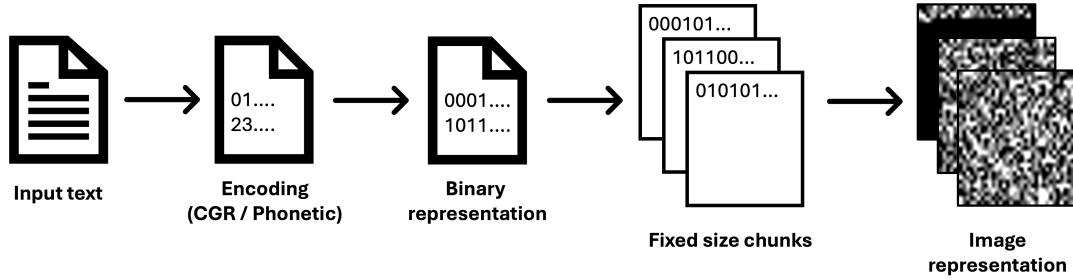 Input text
01....
23....
Encoding
(CGR / Phonetic)
0001....
1011....
Binary
representation
000101...
101100...
010101...
Fixed size chunks
Image
representation